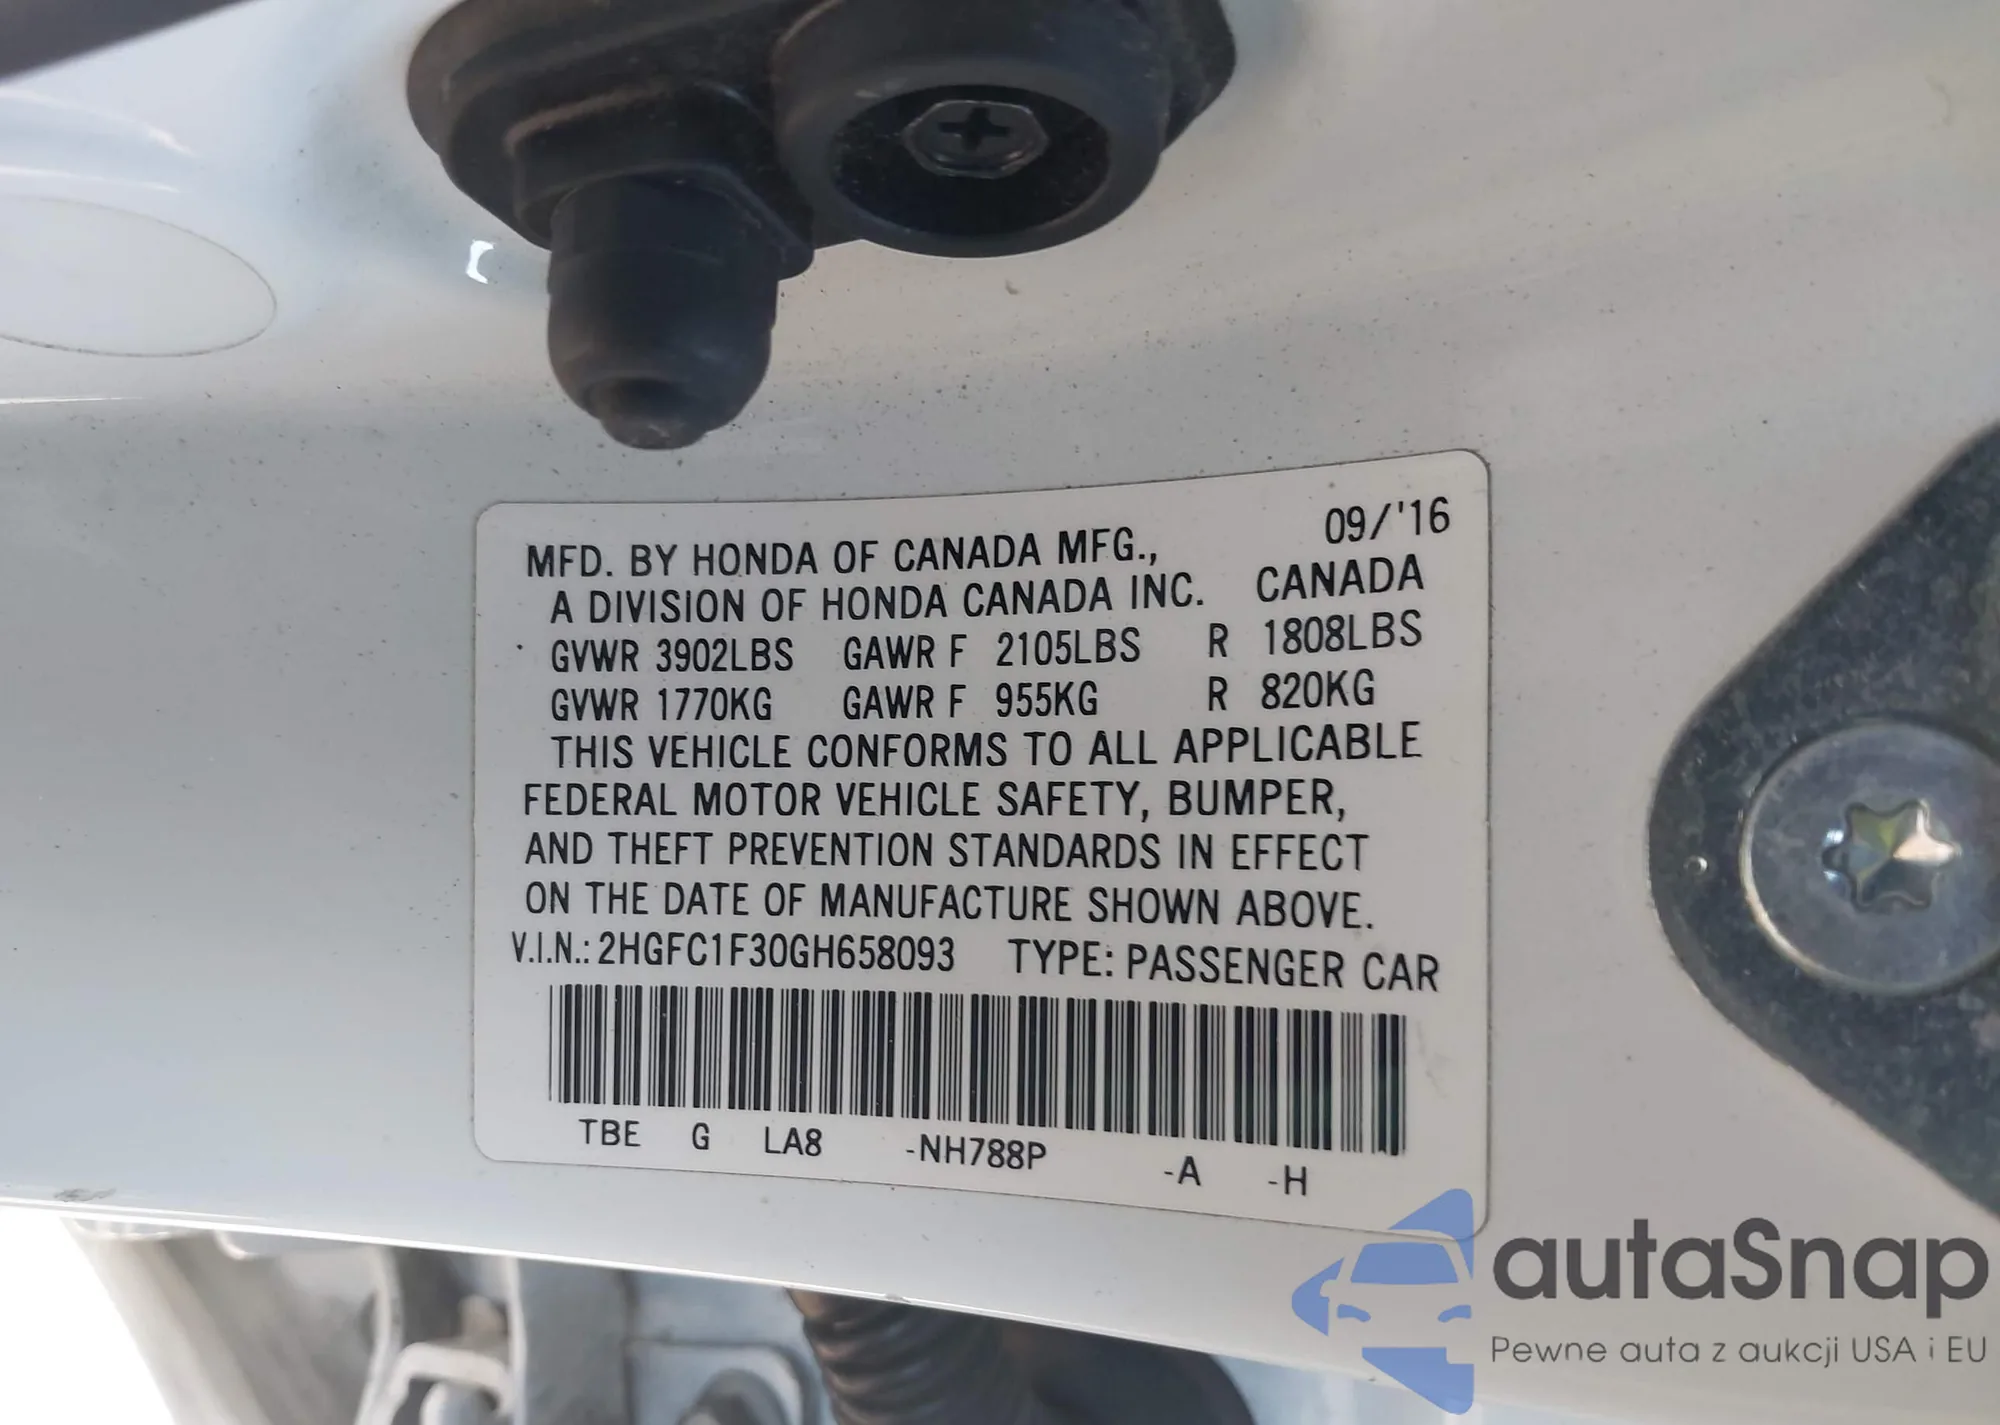 09/'16
MFD. BY HONDA OF CANADA MFG.,
A DIVISION OF HONDA CANADA INC. CANADA
GVWR 3902LBS GAWR F 2105LBS R 1808LBS
GVWR 1770KG GAWR F 955KG R 820KG
THIS VEHICLE CONFORMS TO ALL APPLICABLE
FEDERAL MOTOR VEHICLE SAFETY, BUMPER,
AND THEFT PREVENTION STANDARDS IN EFFECT
ON THE DATE OF MANUFACTURE SHOWN ABOVE.
V.I.N.: 2HGFC1F30GH658093 TYPE: PASSENGER CAR
TBE G LA8 -NH788P -A -H
autaSnap
Pewne auta z aukcji USA i EU